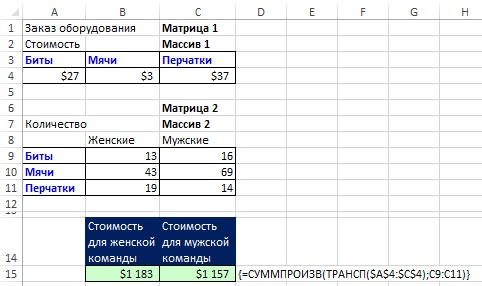 A B C D E F G H
1 Заказ оборудования Матрица 1
2 Стоимость Массив 1
3 Биты Мячи Перчатки
4 $27 $3 $37
5
6 Матрица 2
7 Количество Массив 2
8 Женские Мужские
9 Биты 13 16
10 Мячи 43 69
11 Перчатки 19 14
12
13
14 Стоимость для женской команды Стоимость для мужской команды
15 $1 183 $1 157 {=СУММПРОИЗВ(ТРАНСП($A$4:$C$4);C9:C11)}